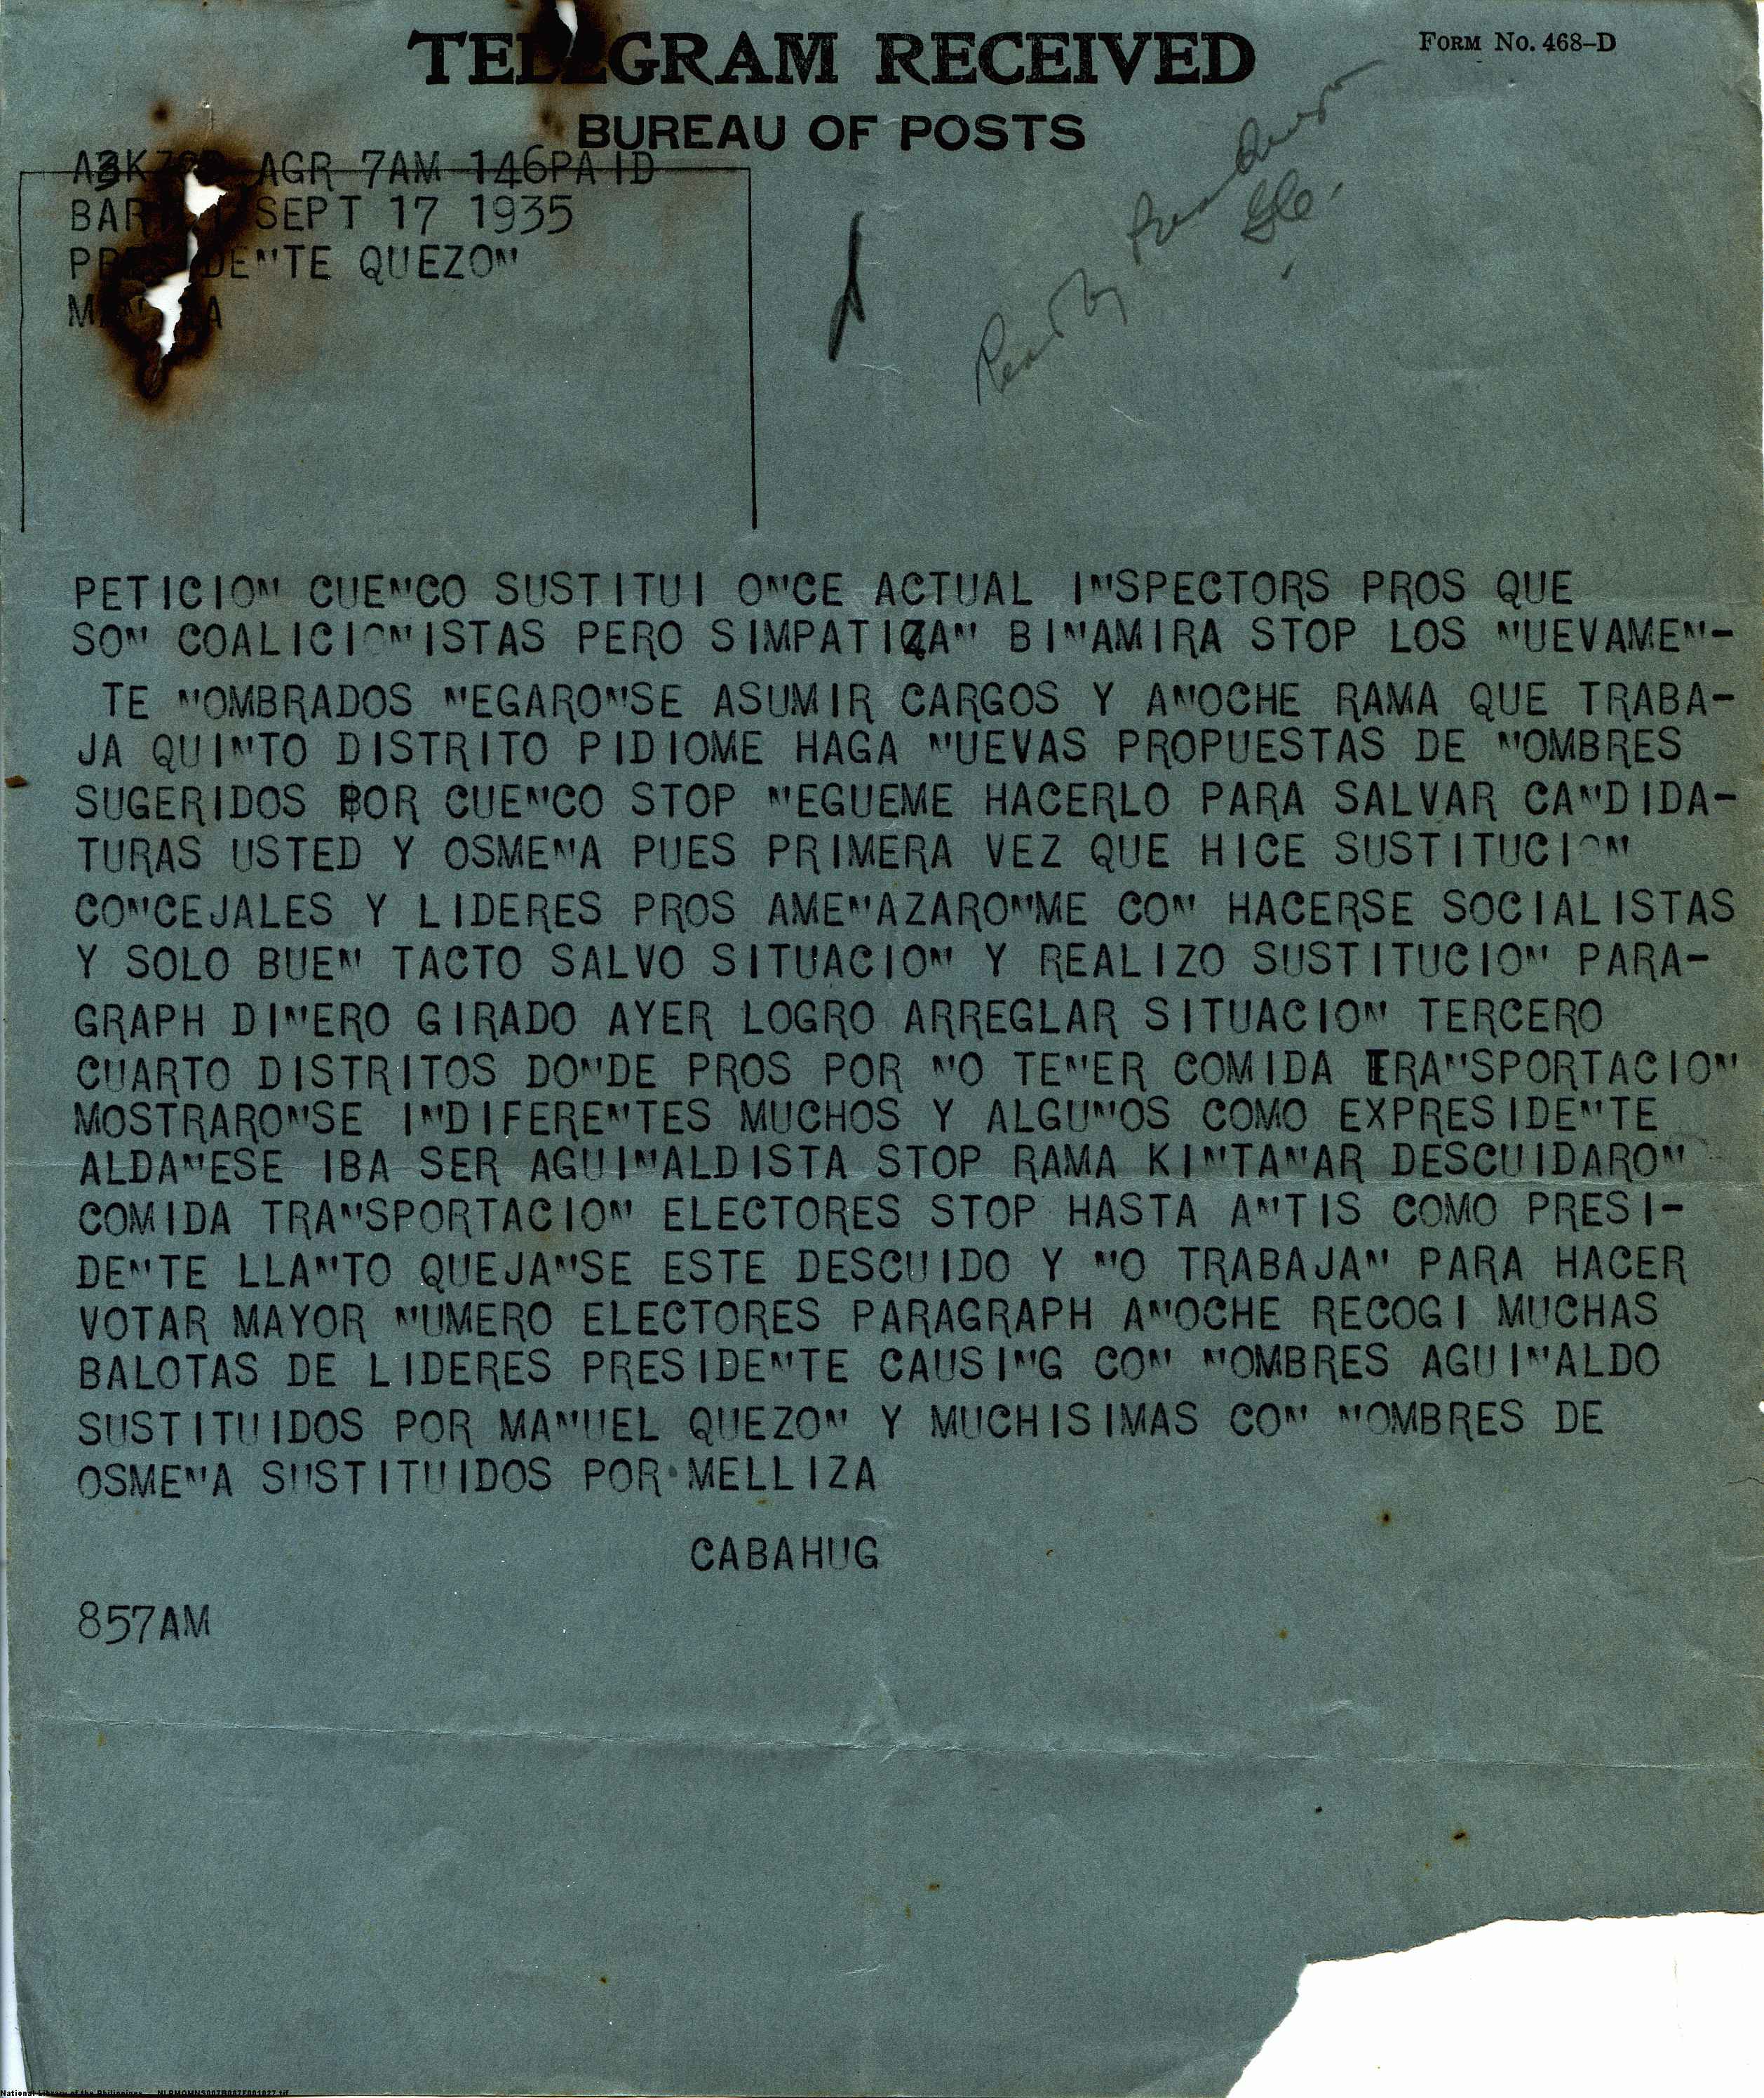 TELEGRAM RECEIVED
FORM NO. 468-D
BUREAU OF POSTS
AGR 7AM 146PAID
SEPT 17 1935
PRESIDENTE QUEZON
MANILA
Read by
PETICION CUENCO SUSTITUI ONCE ACTUAL INSPECTORS PROS QUE
SON COALICIONISTAS PERO SIMPATIZAN BINAMIRA STOP LOS NUEVAMEN-
TE NOMBRADOS NEGARONSE ASUMIR CARGOS Y ANOCHE RAMA QUE TRABA-
JA QUINTO DISTRITO PIDIOME HAGA NUEVAS PROPUESTAS DE NOMBRES
SUGERIDOS POR CUENCO STOP NEGUEME HACERLO PARA SALVAR CANDIDA-
TURAS USTED Y OSMENA PUES PRIMERA VEZ QUE HICE SUSTITUCION
CONCEJALES Y LIDERES PROS AMENAZARONME CON HACERSE SOCIALISTAS
Y SOLO BUEN TACTO SALVO SITUACION Y REALIZO SUSTITUCION PARA-
GRAPH DINERO GIRADO AYER LOGRO ARREGLAR SITUACION TERCERO
CUARTO DISTRITOS DONDE PROS POR NO TENER COMIDA TRANSPORTACION
MOSTRARONSE INDIFERENTES MUCHOS Y ALGUNOS COMO EXPRESIDENTE
ALDANESE IBA SER AGUINALDISTA STOP RAMA KINTANAR DESCUIDARON
COMIDA TRANSPORTACION ELECTORES STOP HASTA ANTIS COMO PRESI-
DENTE LLANTO QUEJANSE ESTE DESCUIDO Y NO TRABAJAN PARA HACER
VOTAR MAYOR NUMERO ELECTORES PARAGRAPH ANOCHE RECOGI MUCHAS
BALOTAS DE LIDERES PRESIDENTE CAUSING CON NOMBRES AGUINALDO
SUSTITUIDOS POR MANUEL QUEZON Y MUCHISIMAS CON NOMBRES DE
OSMENA SUSTITUIDOS POR MELLIZA
CABAHUG
857AM